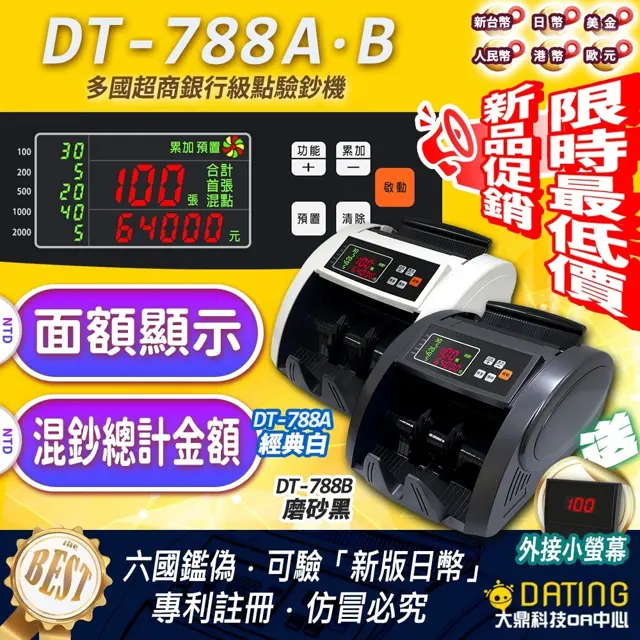 DT-788A·B
多國超商銀行級點驗鈔機
新台幣 日幣 美金
人民幣 港幣 歐元
新品促銷
限時最低價
100 30
200 5
500 20
1000 40
2000 5
累加預置
100 張
合計
首張
混點
64000 元
功能 +
累加 −
啟動
預置
清除
NTD
面額顯示
NTD
混鈔總計金額
DT-788A
經典白
DT-788B
磨砂黑
送
100
外接小螢幕
The
BEST
六國鑑偽．可驗「新版日幣」
專利註冊．仿冒必究
DATING
大鼎科技OA中心